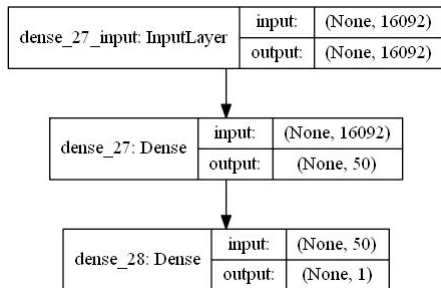 dense_27_input: InputLayer
input: (None, 16092)
output: (None, 16092)
dense_27: Dense
input: (None, 16092)
output: (None, 50)
dense_28: Dense
input: (None, 50)
output: (None, 1)